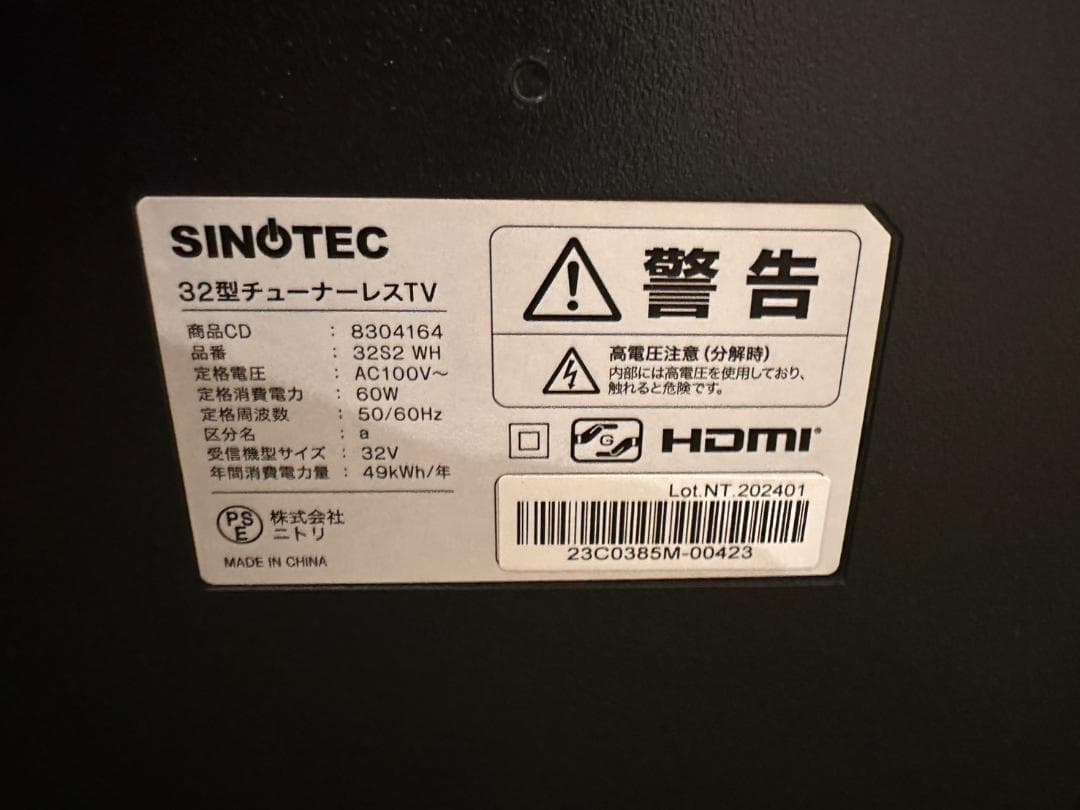 SINOTEC
32型チューナーレスTV
商品CD : 8304164
品番 : 32S2 WH
定格電圧 : AC100V～
定格消費電力 : 60W
定格周波数 : 50/60Hz
区分名 : a
受信機型サイズ : 32V
年間消費電力量 : 49kWh/年
PSE
株式会社
ニトリ
MADE IN CHINA
警告
高電圧注意(分解時)
内部には高電圧を使用しており、
触れると危険です。
G
HDMI®
Lot.NT.202401
23C0385M-00423